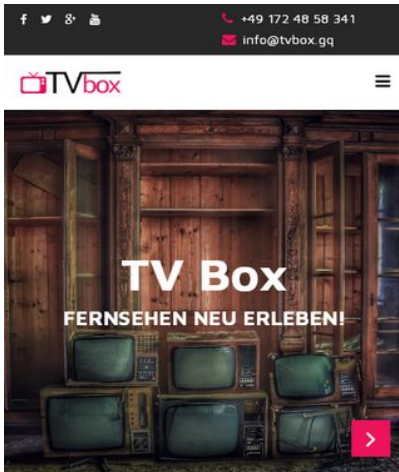 +49 172 48 58 341
info@tvbox.gq
TVbox
TV Box
FERNSEHEN NEU ERLEBEN!